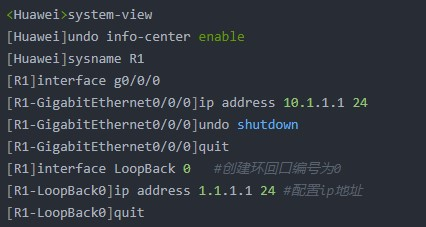 <Huawei>system-view
[Huawei]undo info-center enable
[Huawei]sysname R1
[R1]interface g0/0/0
[R1-GigabitEthernet0/0/0]ip address 10.1.1.1 24
[R1-GigabitEthernet0/0/0]undo shutdown
[R1-GigabitEthernet0/0/0]quit
[R1]interface LoopBack 0   #创建环回口编号为0
[R1-LoopBack0]ip address 1.1.1.1 24 #配置ip地址
[R1-LoopBack0]quit